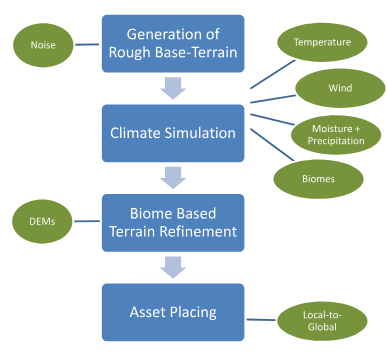 Noise
Generation of
Rough Base-Terrain
Temperature
Wind
Climate Simulation
Moisture +
Precipitation
Biomes
DEMs
Biome Based
Terrain Refinement
Asset Placing
Local-to-
Global